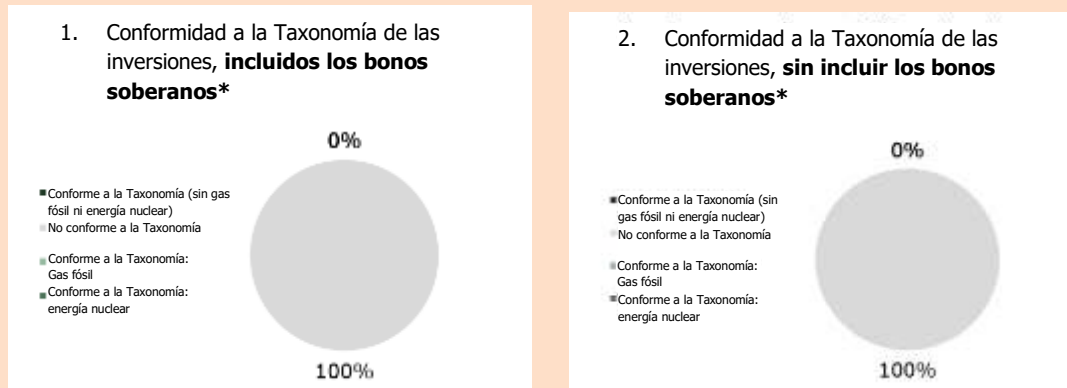 1. Conformidad a la Taxonomía de las
inversiones, incluidos los bonos
soberanos*
0%
Conforme a la Taxonomía (sin gas
fósil ni energía nuclear)
No conforme a la Taxonomía
Conforme a la Taxonomía:
Gas fósil
Conforme a la Taxonomía:
energía nuclear
100%
2. Conformidad a la Taxonomía de las
inversiones, sin incluir los bonos
soberanos*
0%
Conforme a la Taxonomía (sin
gas fósil ni energía nuclear)
No conforme a la Taxonomía
Conforme a la Taxonomía:
Gas fósil
Conforme a la Taxonomía:
energía nuclear
100%